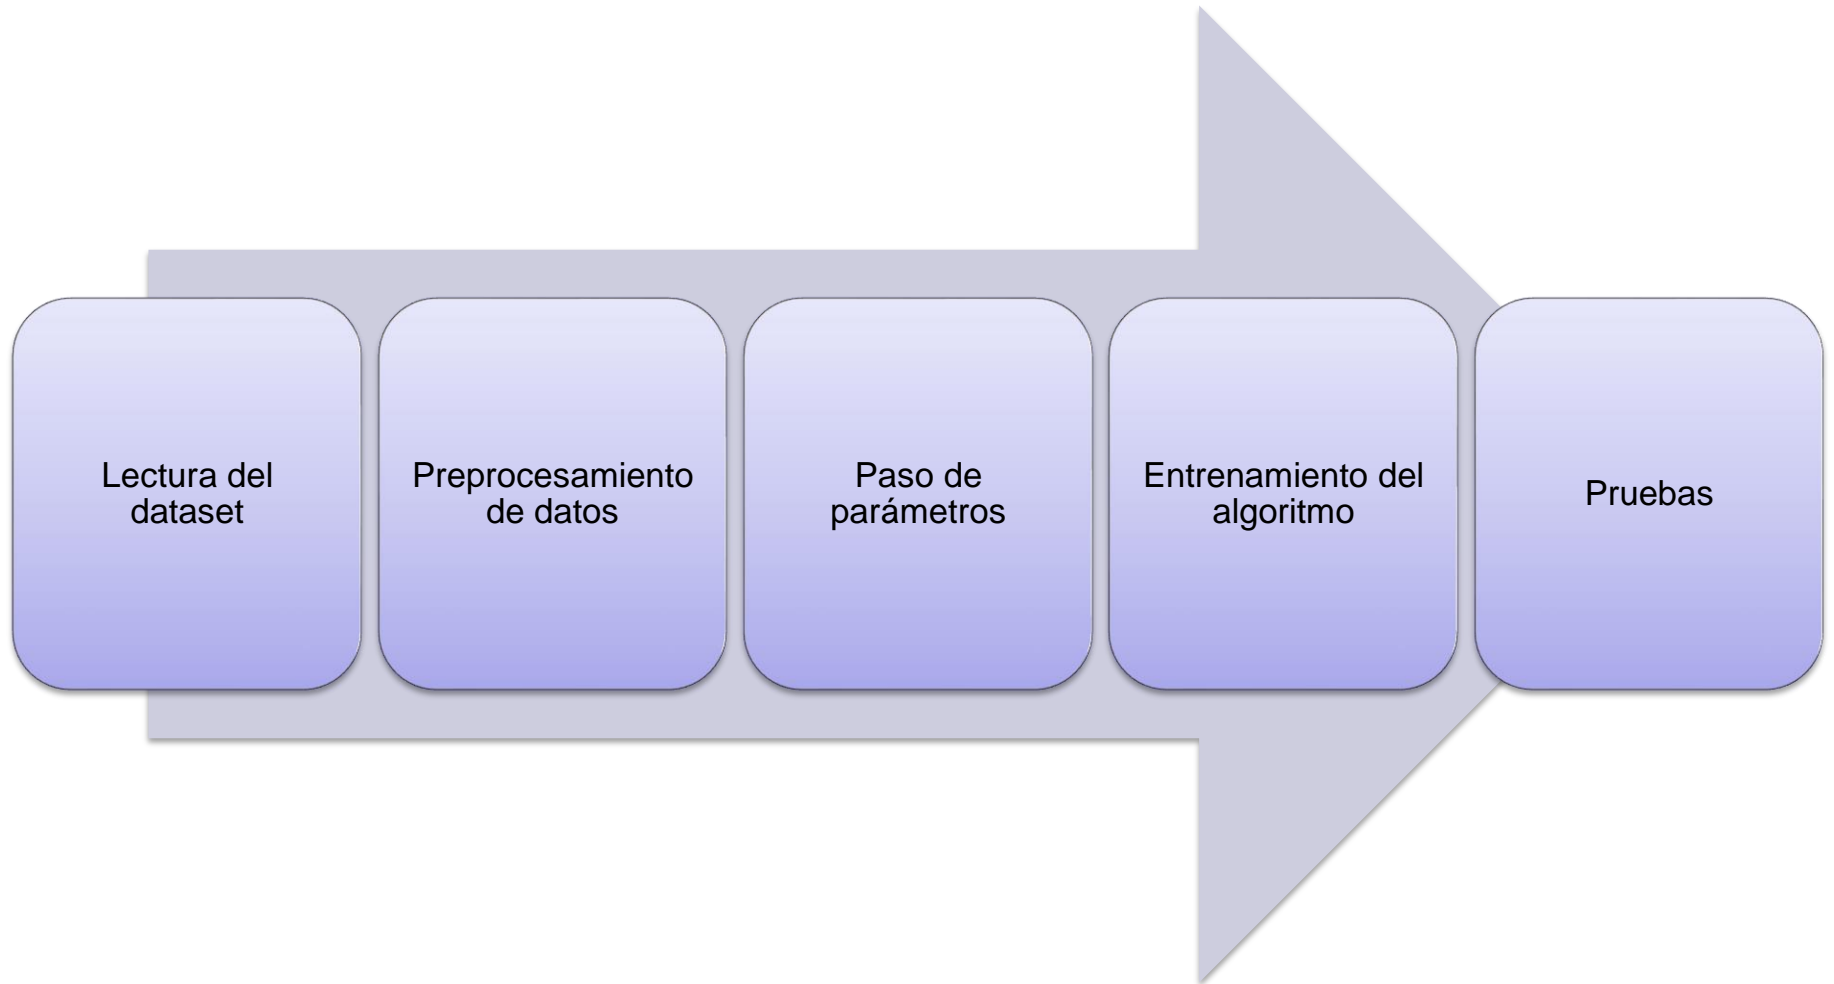 Lectura del
dataset
Preprocesamiento
de datos
Paso de
parámetros
Entrenamiento del
algoritmo
Pruebas